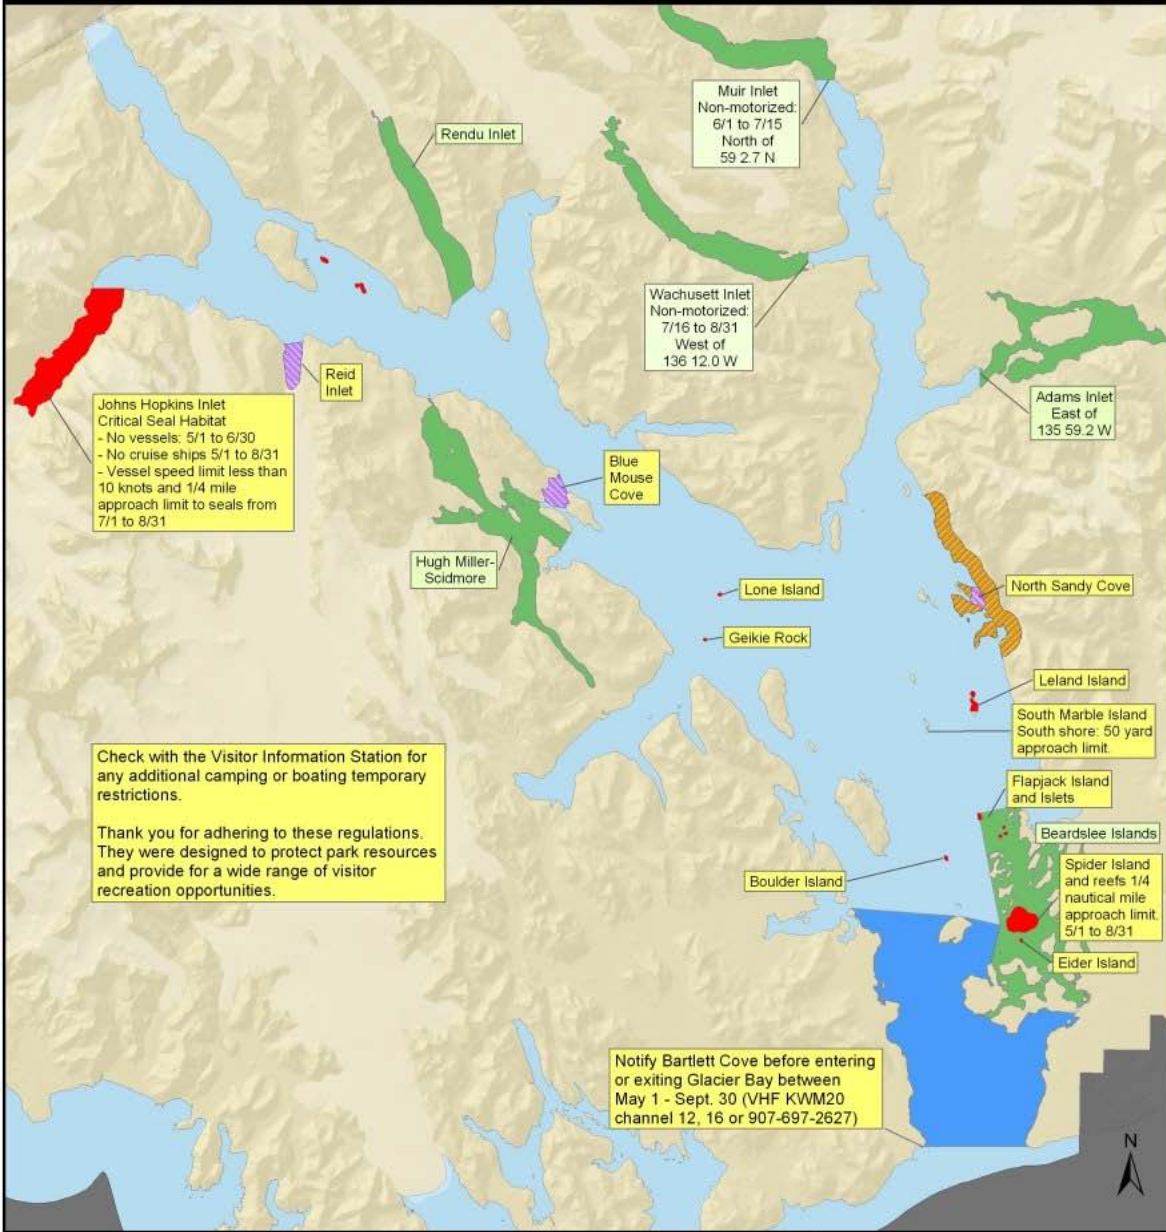 Muir Inlet
Non-motorized:
6/1 to 7/15
North of
59 2.7 N
Rendu Inlet
Wachusett Inlet
Non-motorized:
7/16 to 8/31
West of
136 12.0 W
Reid
Inlet
Adams Inlet
East of
135 59.2 W
Johns Hopkins Inlet
Critical Seal Habitat
- No vessels: 5/1 to 6/30
- No cruise ships 5/1 to 8/31
- Vessel speed limit less than
10 knots and 1/4 mile
approach limit to seals from
7/1 to 8/31
Blue
Mouse
Cove
Hugh Miller-
Scidmore
Lone Island
North Sandy Cove
Geikie Rock
Leland Island
South Marble Island
South shore: 50 yard
approach limit.
Check with the Visitor Information Station for
any additional camping or boating temporary
restrictions.
Thank you for adhering to these regulations.
They were designed to protect park resources
and provide for a wide range of visitor
recreation opportunities.
Flapjack Island
and Islets
Beardslee Islands
Boulder Island
Spider Island
and reefs 1/4
nautical mile
approach limit.
5/1 to 8/31
Eider Island
Notify Bartlett Cove before entering
or exiting Glacier Bay between
May 1 - Sept. 30 (VHF KWM20
channel 12, 16 or 907-697-2627)
N